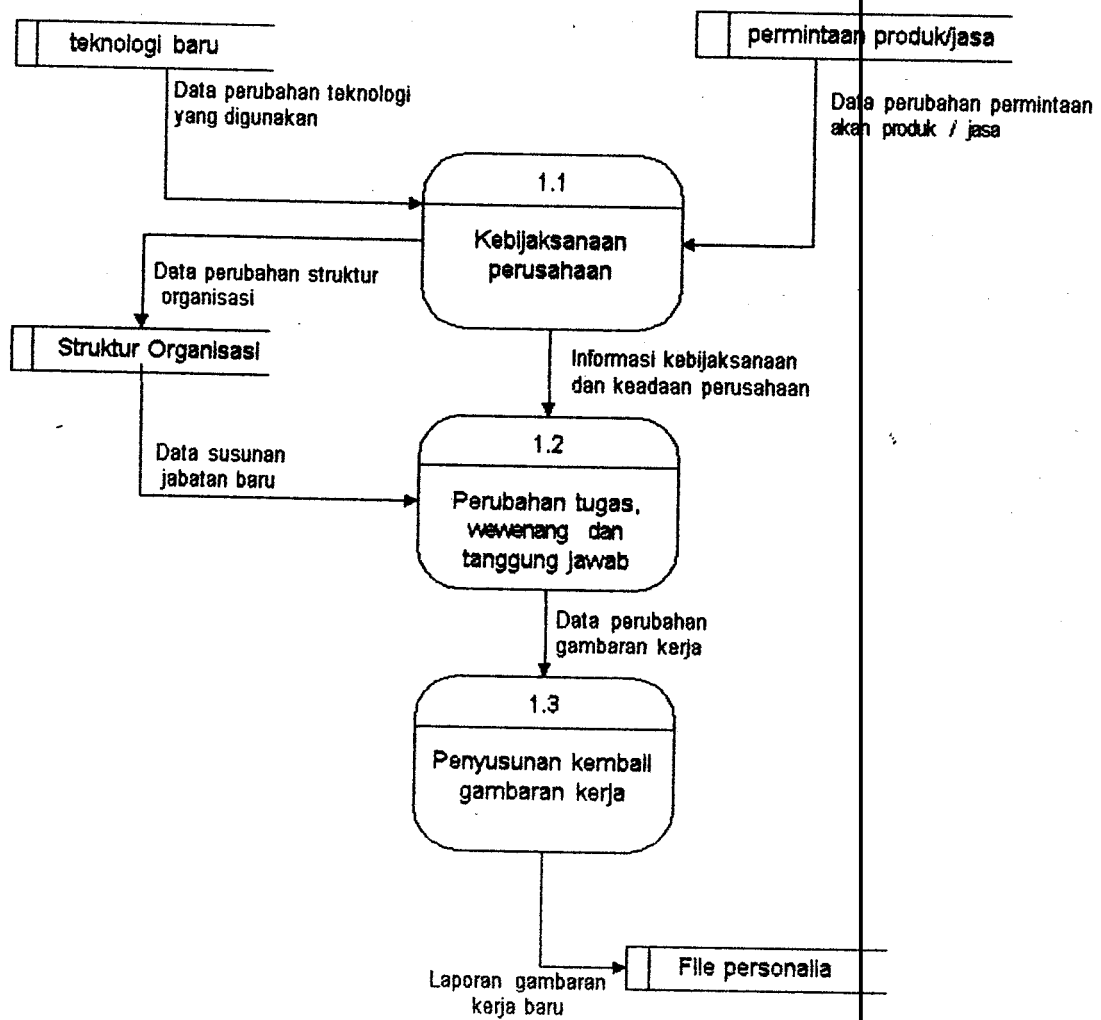 teknologi baru
permintaan produk/jasa
Data perubahan teknologi
yang digunakan
Data perubahan permintaan
akan produk / jasa
1.1
Kebijaksanaan
perusahaan
Data perubahan struktur
organisasi
Struktur Organisasi
Informasi kebijaksanaan
dan keadaan perusahaan
1.2
Perubahan tugas,
wewenang dan
tanggung jawab
Data susunan
jabatan baru
Data perubahan
gambaran kerja
1.3
Penyusunan kembali
gambaran kerja
File personalia
Laporan gambaran
kerja baru